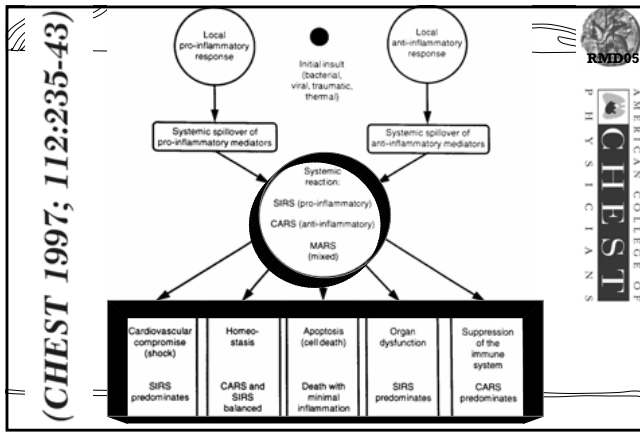 (CHEST 1997; 112:235-43)
Local
pro-inflammatory
response
Initial insult
(bacterial,
viral, traumatic,
thermal)
Local
anti-inflammatory
response
Systemic spillover of
pro-inflammatory mediators
Systemic spillover of
anti-inflammatory mediators
Systemic
reaction:
SIRS (pro-inflammatory)
CARS (anti-inflammatory)
MARS
(mixed)
Cardiovascular
compromise
(shock)
SIRS
predominates
Homeo-
stasis
CARS and
SIRS
balanced
Apoptosis
(cell death)
Death with
minimal
inflammation
Organ
dysfunction
SIRS
predominates
Suppression
of the
immune
system
CARS
predominates
RMD05
AMERICAN COLLEGE OF
CHEST
PHYSICIANS